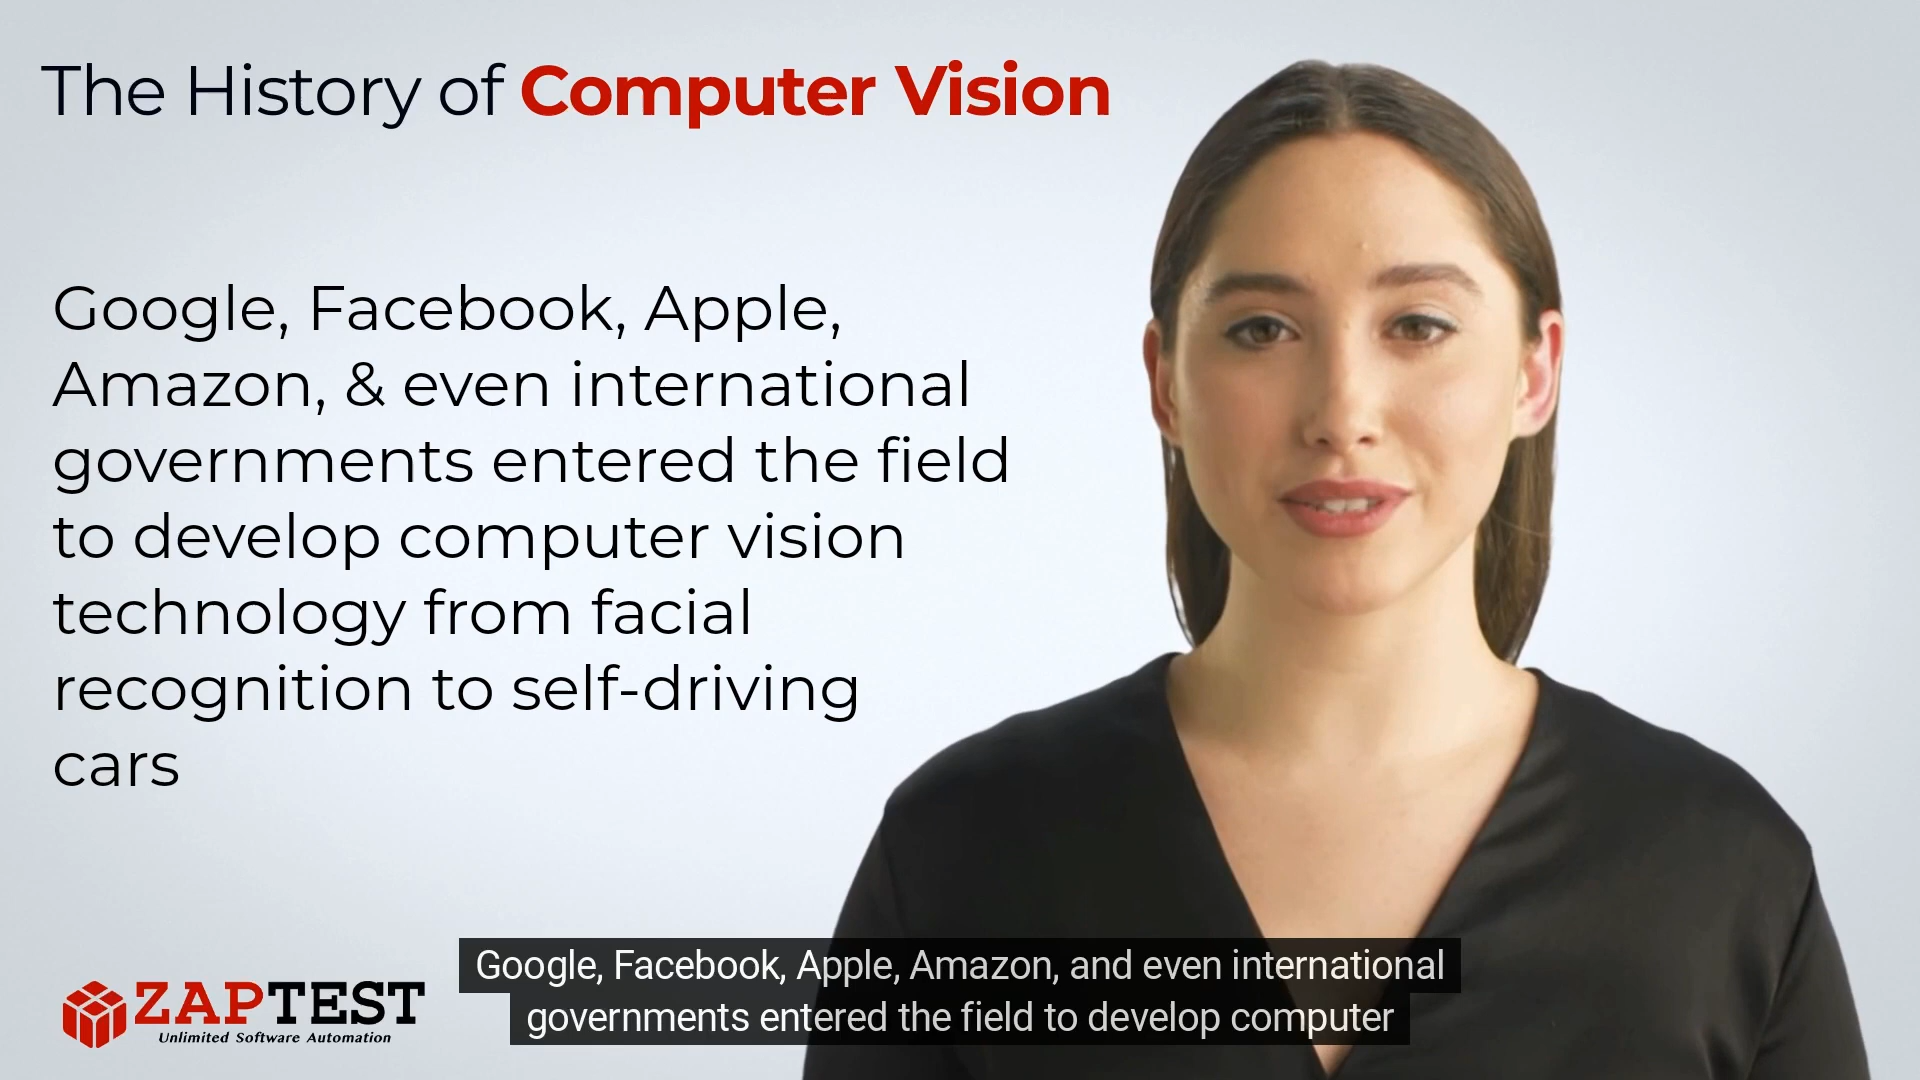 The History of Computer Vision
Google, Facebook, Apple,
Amazon, & even international
governments entered the field
to develop computer vision
technology from facial
recognition to self-driving
cars
ZAPTEST
Unlimited Software Automation
Google, Facebook, Apple, Amazon, and even international
governments entered the field to develop computer